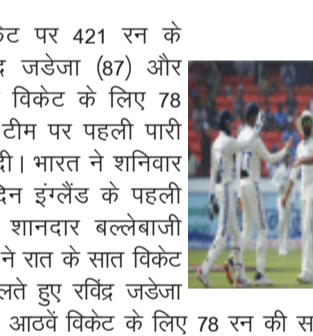 पर 421 रन के
जडेजा (87) और
विकेट के लिए 78
टीम पर पहली पारी
दी। भारत ने शनिवार
इंग्लैंड के पहली
शानदार बल्लेबाजी
ने रात के सात विकेट
हुए रविंद्र जडेजा
आठवें विकेट के लिए 78 रन की